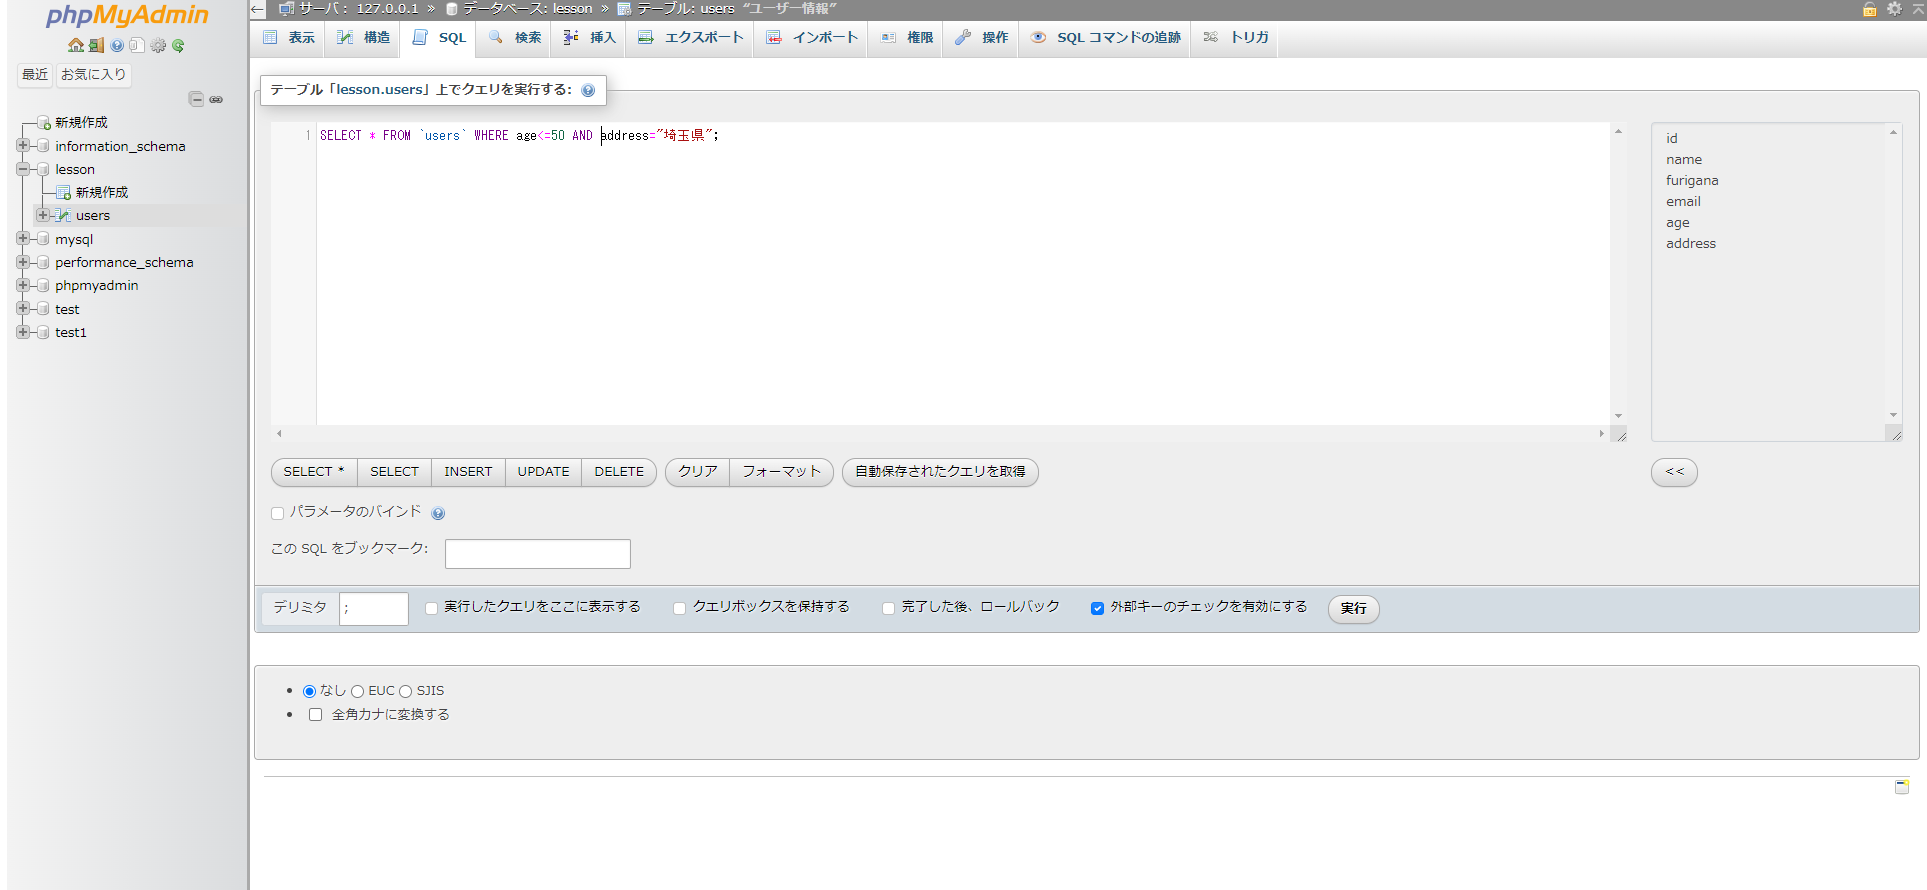 phpMyAdmin
最近 お気に入り
新規作成
information_schema
lesson
新規作成
users
mysql
performance_schema
phpmyadmin
test
test1
サーバ: 127.0.0.1 » データベース: lesson » テーブル: users “ユーザー情報”
表示 構造 SQL 検索 挿入 エクスポート インポート 権限 操作 SQL コマンドの追跡 トリガ
テーブル「lesson.users」上でクエリを実行する:
1 SELECT * FROM `users` WHERE age<=50 AND address="埼玉県";
id
name
furigana
email
age
address
SELECT * SELECT INSERT UPDATE DELETE クリア フォーマット 自動保存されたクエリを取得 <<
パラメータのバインド
この SQL をブックマーク:
デリミタ ; 実行したクエリをここに表示する クエリボックスを保持する 完了した後、ロールバック 外部キーのチェックを有効にする 実行
なし EUC SJIS
全角カナに変換する